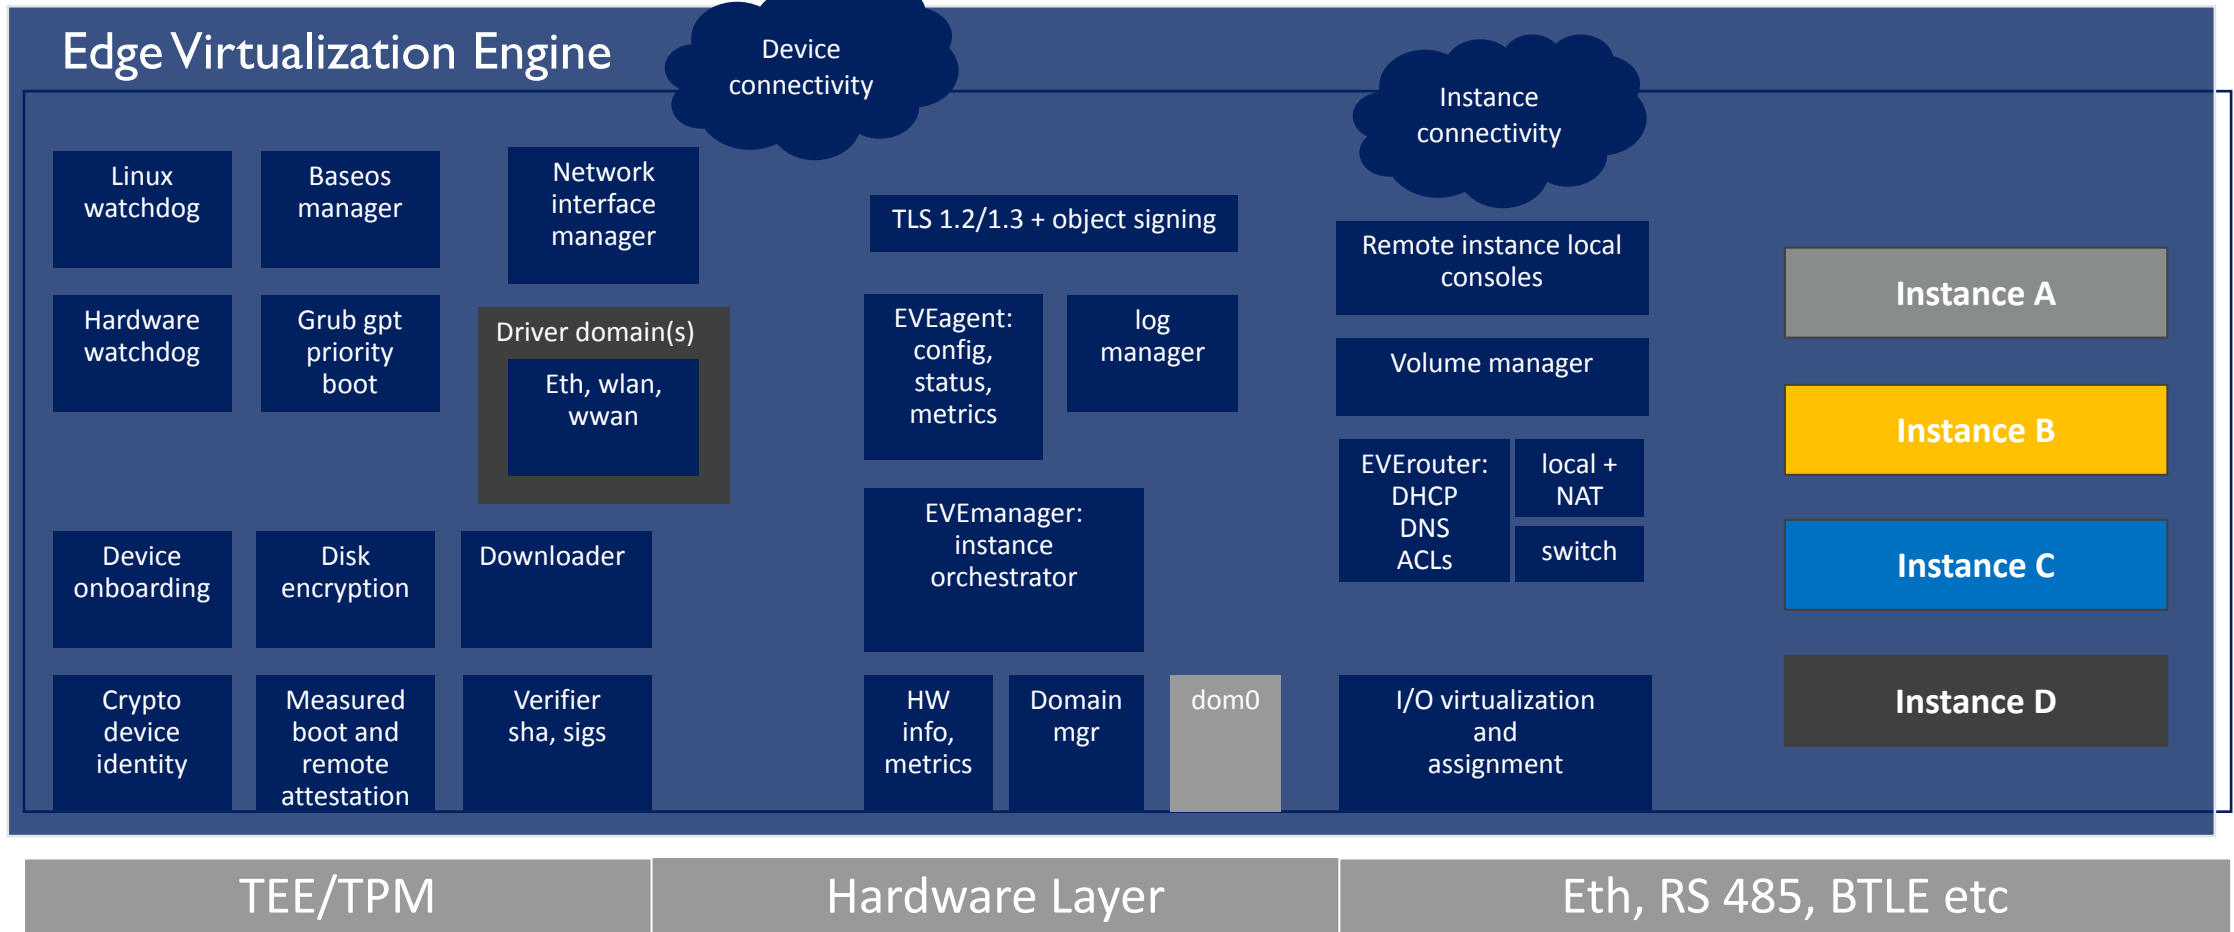 Edge Virtualization Engine
Device
connectivity
Instance
connectivity
Linux
watchdog
Baseos
manager
Network
interface
manager
TLS 1.2/1.3 + object signing
Remote instance local
consoles
Instance A
Hardware
watchdog
Grub gpt
priority
boot
Driver domain(s)
Eth, wlan,
wwan
EVEagent:
config,
status,
metrics
log
manager
Volume manager
Instance B
EVErouter:
DHCP
DNS
ACLs
local +
NAT
switch
EVEmanager:
instance
orchestrator
Device
onboarding
Disk
encryption
Downloader
Instance C
Crypto
device
identity
Measured
boot and
remote
attestation
Verifier
sha, sigs
HW
info,
metrics
Domain
mgr
dom0
I/O virtualization
and
assignment
Instance D
TEE/TPM
Hardware Layer
Eth, RS 485, BTLE etc